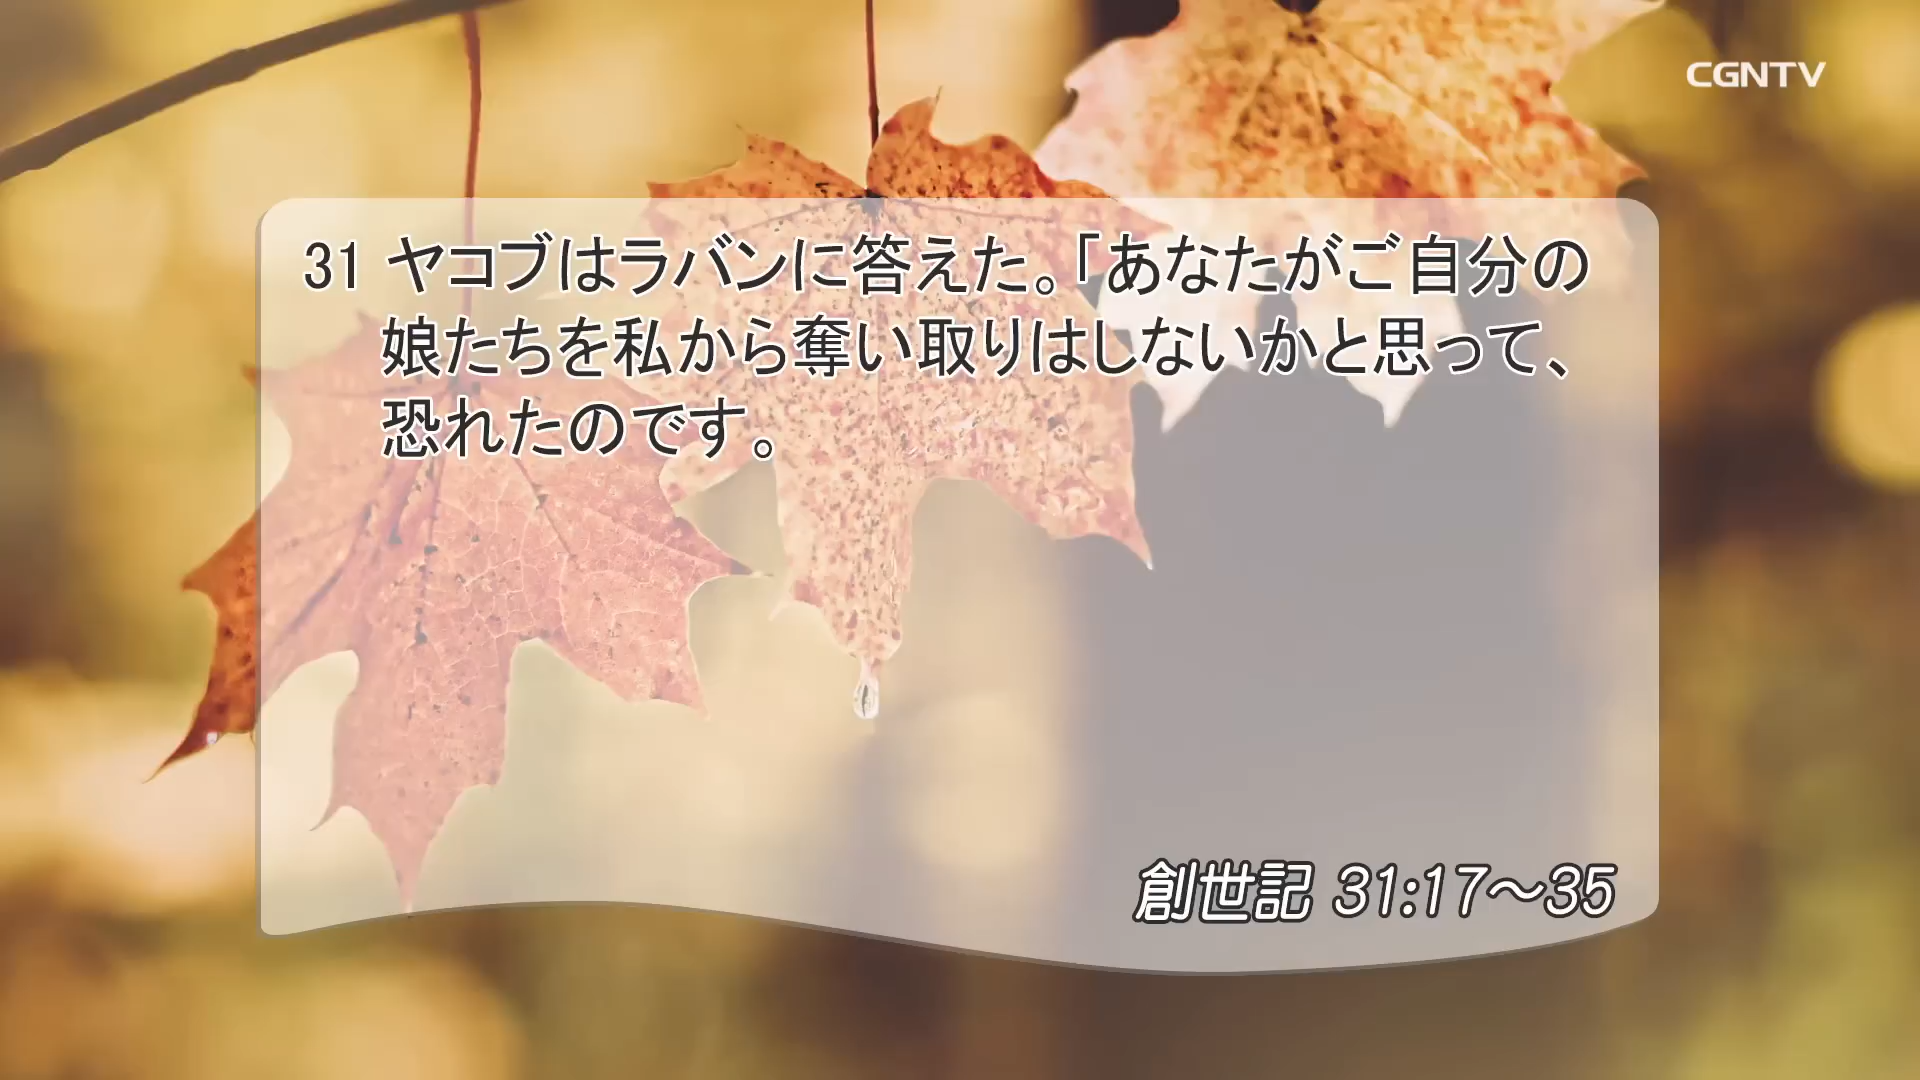 CGNTV
31 ヤコブはラバンに答えた。「あなたがご自分の
娘たちを私から奪い取りはしないかと思って、
恐れたのです。
創世記 31:17〜35